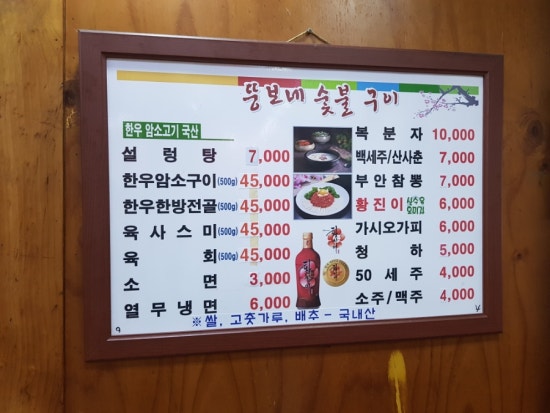 뚱보네 숯불 구이
한우 암소고기 국산
설렁탕 7,000
한우암소구이(500g) 45,000
한우한방전골(500g) 45,000
육사스미(500g) 45,000
육회(500g) 45,000
소면 3,000
열무냉면 6,000
복분자 10,000
백세주/산사춘 7,000
부안참뽕 7,000
황진이 산수유 오미자 6,000
가시오가피 6,000
청하 5,000
50세주 4,000
소주/맥주 4,000
※쌀, 고춧가루, 배추 - 국내산